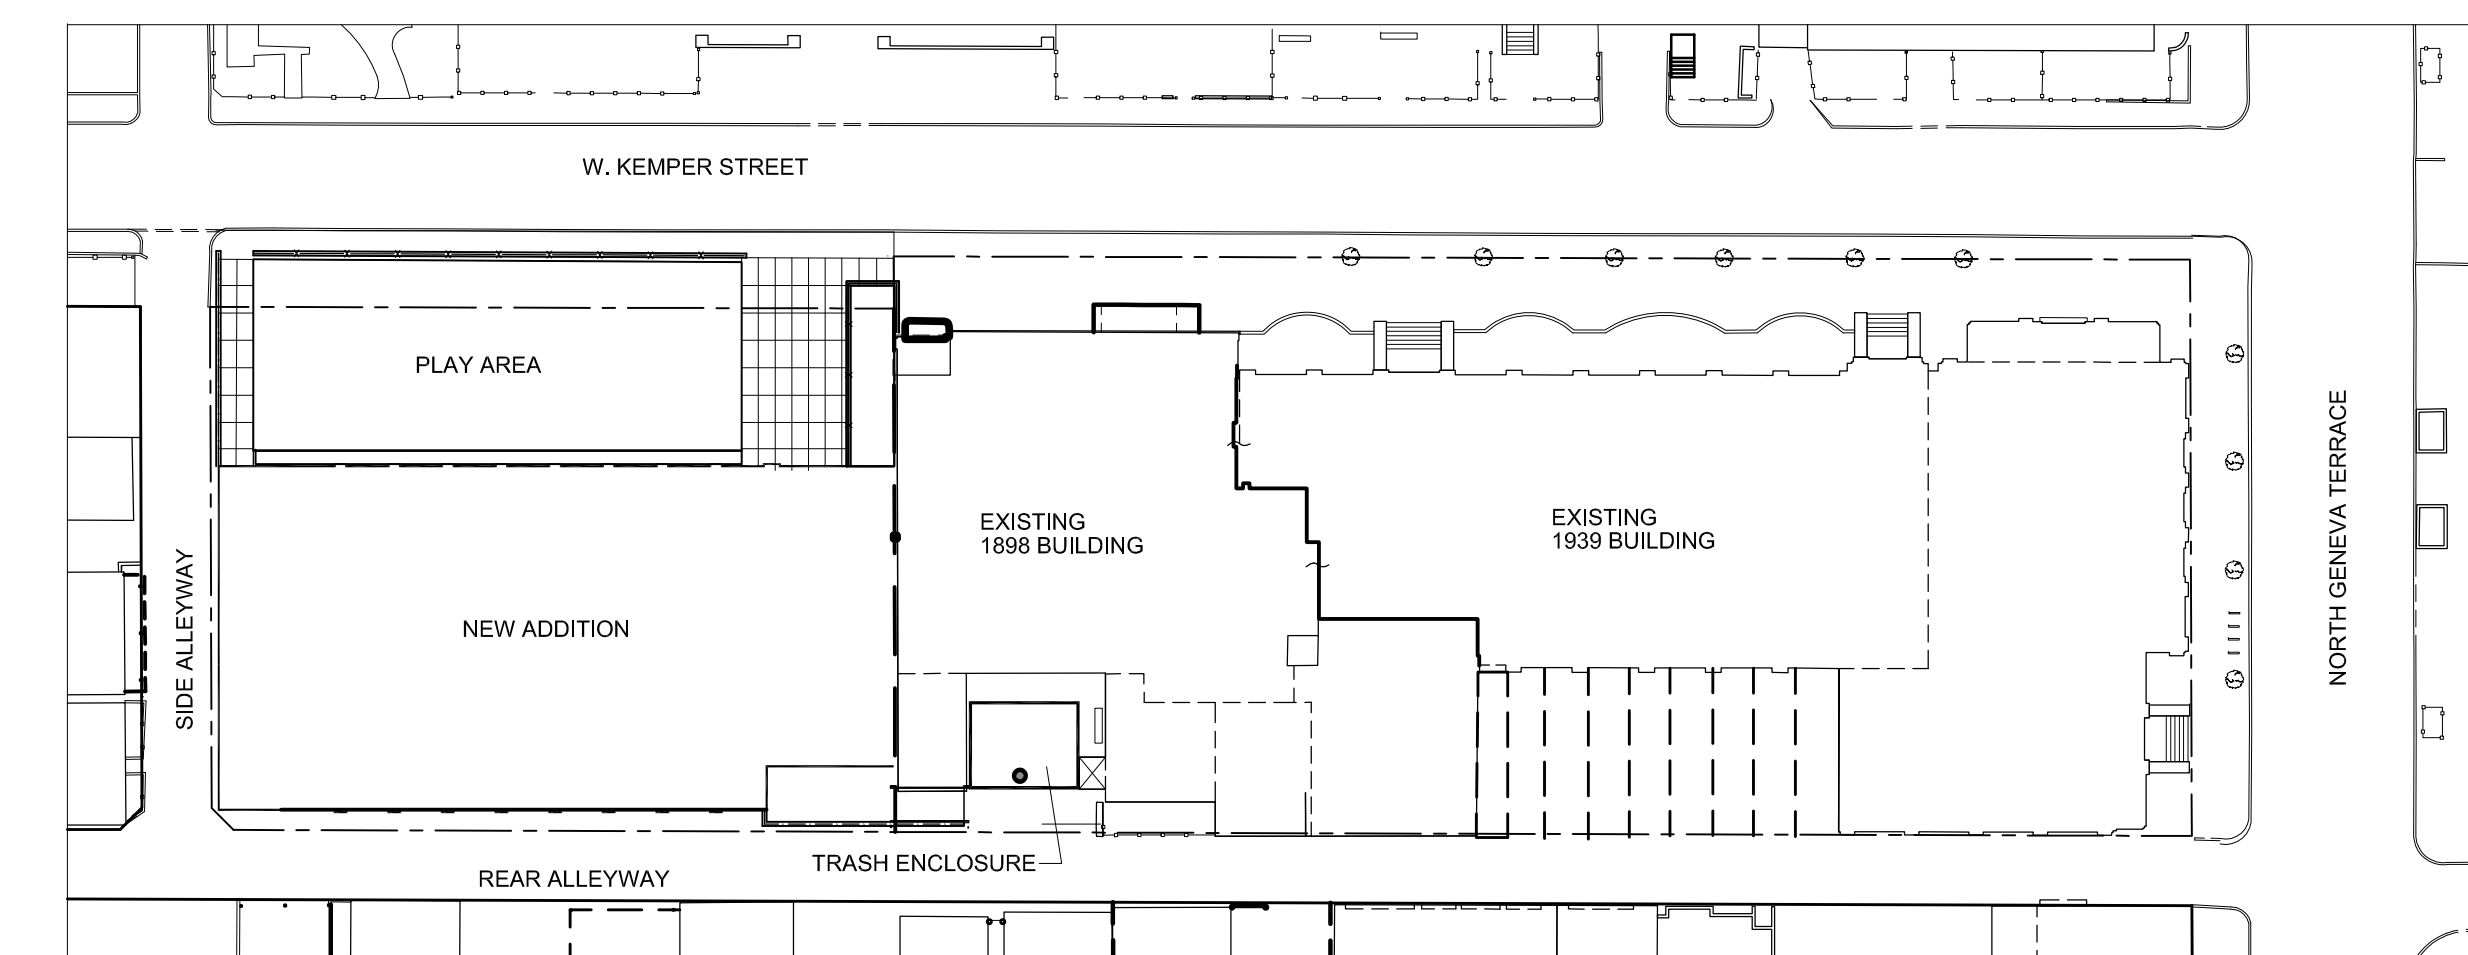 W. KEMPER STREET
PLAY AREA
NORTH GENEVA TERRACE
EXISTING
1898 BUILDING
EXISTING
1939 BUILDING
SIDE ALLEYWAY
NEW ADDITION
TRASH ENCLOSURE
REAR ALLEYWAY